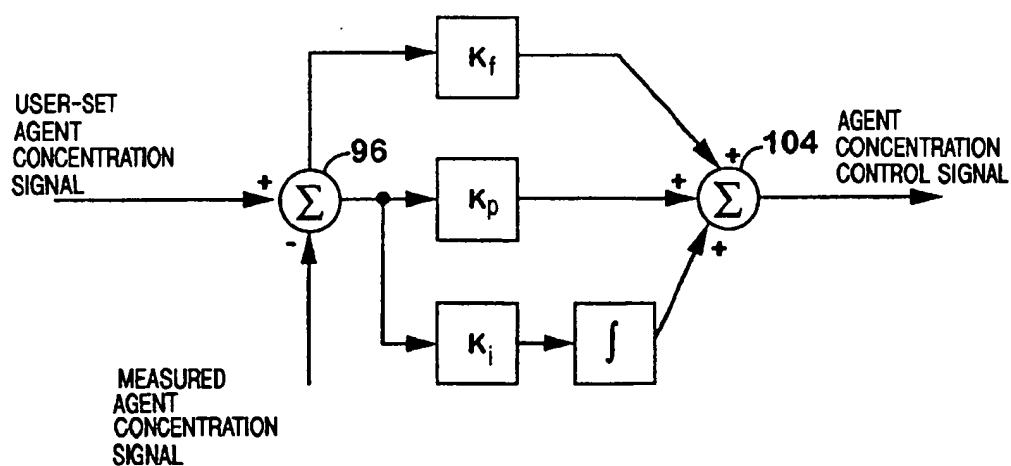 K_f
USER-SET
AGENT
CONCENTRATION
SIGNAL
96
+
Σ
-
K_p
+
+
104
Σ
+
AGENT
CONCENTRATION
CONTROL SIGNAL
K_i
∫
MEASURED
AGENT
CONCENTRATION
SIGNAL